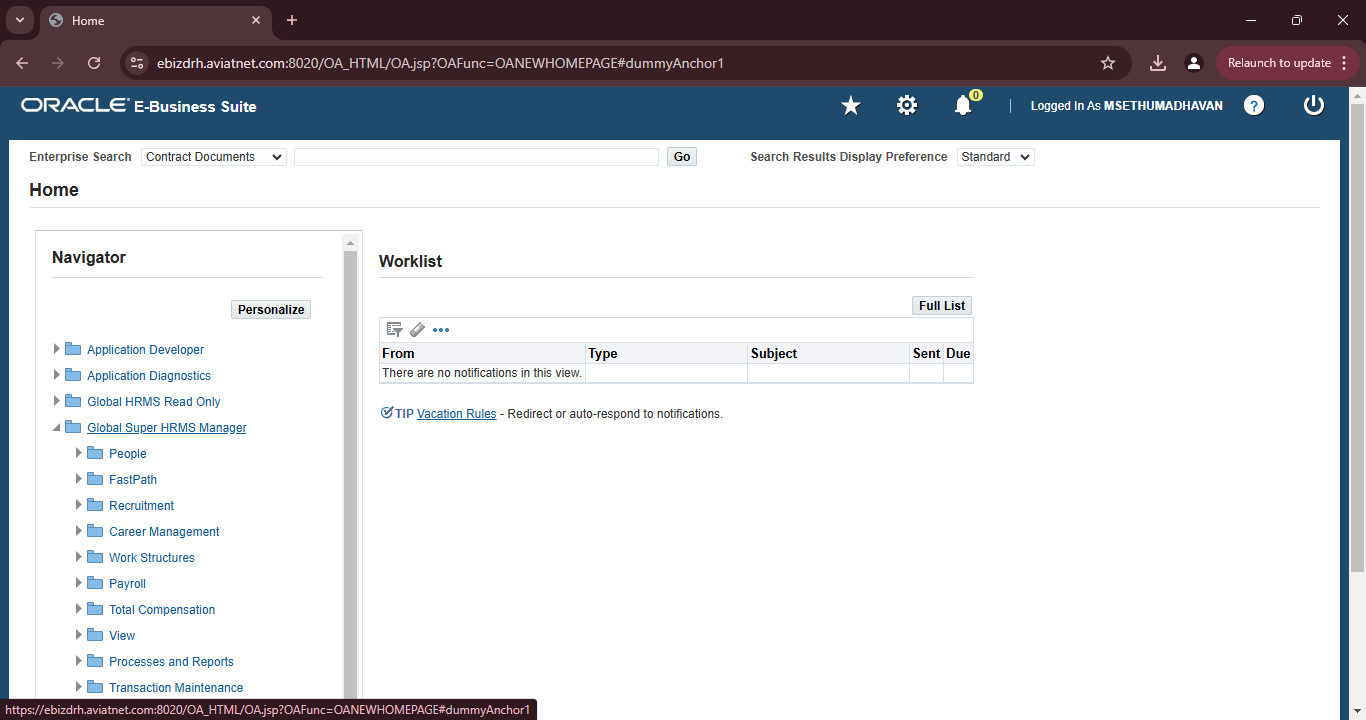 Home
ebizdrh.aviatnet.com:8020/OA_HTML/OA.jsp?OAFunc=OANEWHOMEPAGE#dummyAnchor1
Relaunch to update
ORACLE E-Business Suite
0
Logged In As MSETHUMADHAVAN
?
Enterprise Search Contract Documents Go Search Results Display Preference Standard
Home
Navigator
Personalize
Application Developer
Application Diagnostics
Global HRMS Read Only
Global Super HRMS Manager
People
FastPath
Recruitment
Career Management
Work Structures
Payroll
Total Compensation
View
Processes and Reports
Transaction Maintenance
Worklist
Full List
From Type Subject Sent Due
There are no notifications in this view.
TIP Vacation Rules - Redirect or auto-respond to notifications.
https://ebizdrh.aviatnet.com:8020/OA_HTML/OA.jsp?OAFunc=OANEWHOMEPAGE#dummyAnchor1